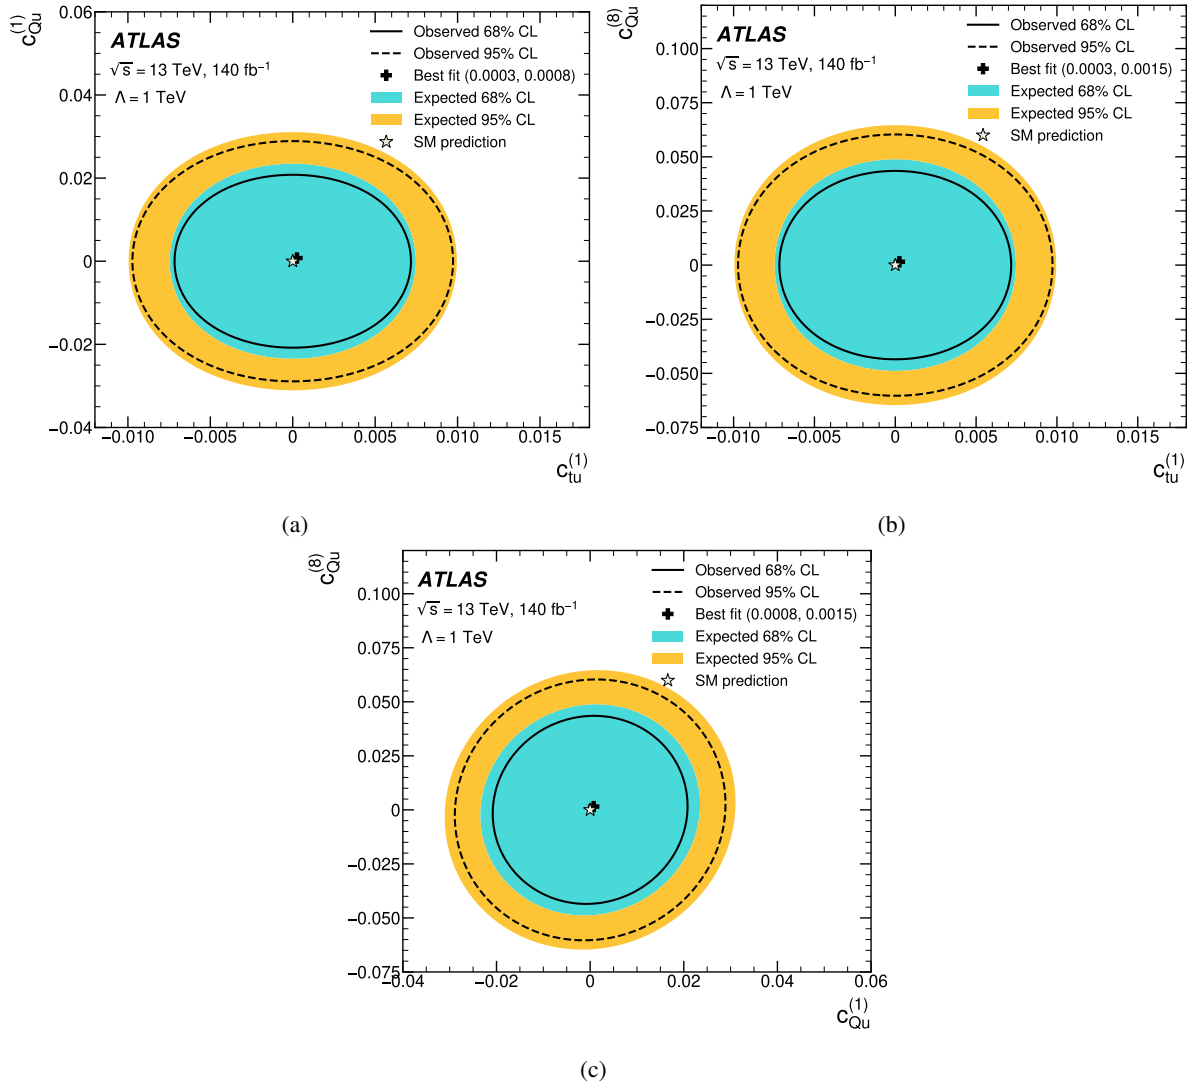 c_Qu^(1)
ATLAS
√s = 13 TeV, 140 fb⁻¹
Λ = 1 TeV
Observed 68% CL
Observed 95% CL
Best fit (0.0003, 0.0008)
Expected 68% CL
Expected 95% CL
SM prediction
0.06
0.04
0.02
0
−0.02
−0.04
−0.010 −0.005 0 0.005 0.010 0.015
c_tu^(1)
(a)
c_Qu^(8)
ATLAS
√s = 13 TeV, 140 fb⁻¹
Λ = 1 TeV
Observed 68% CL
Observed 95% CL
Best fit (0.0003, 0.0015)
Expected 68% CL
Expected 95% CL
SM prediction
0.100
0.075
0.050
0.025
0
−0.025
−0.050
−0.075
−0.010 −0.005 0 0.005 0.010 0.015
c_tu^(1)
(b)
c_Qu^(8)
ATLAS
√s = 13 TeV, 140 fb⁻¹
Λ = 1 TeV
Observed 68% CL
Observed 95% CL
Best fit (0.0008, 0.0015)
Expected 68% CL
Expected 95% CL
SM prediction
0.100
0.075
0.050
0.025
0
−0.025
−0.050
−0.075
−0.04 −0.02 0 0.02 0.04 0.06
c_Qu^(1)
(c)